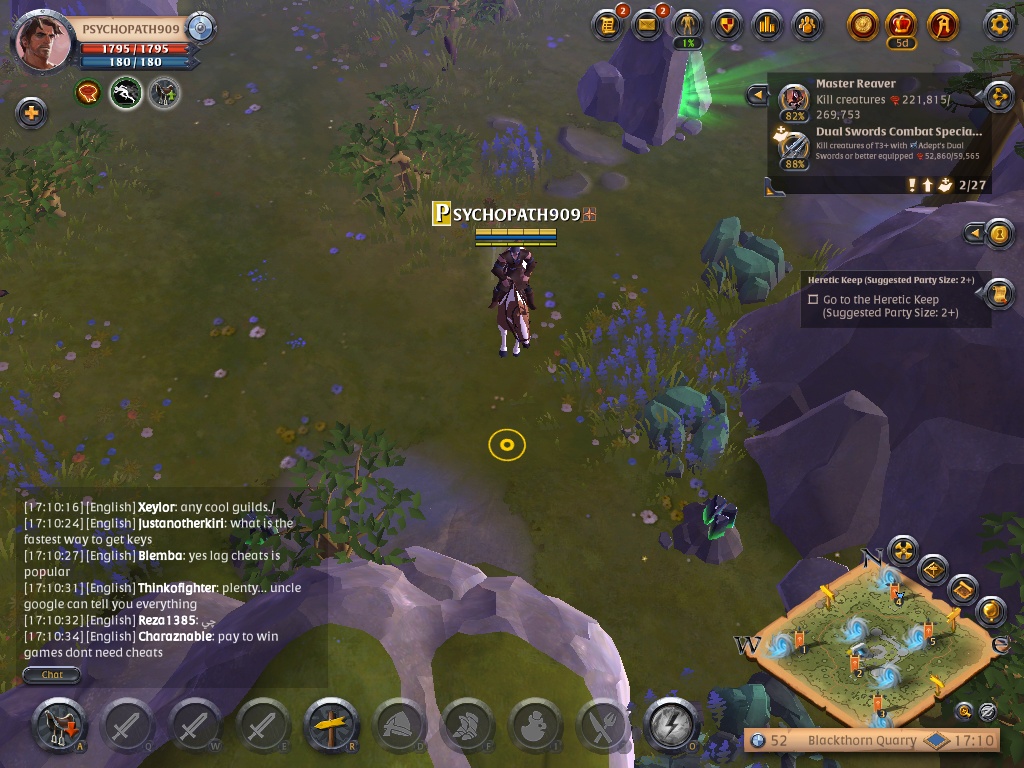 PSYCHOPATH909
1795 / 1795
180 / 180
2
2
1%
5d
Master Reaver
Kill creatures 221,815/
269,753
82%
Dual Swords Combat Specia...
Kill creatures of T3+ with Adept's Dual
Swords or better equipped 52,860/59,565
88%
2/27
PSYCHOPATH909
Heretic Keep (Suggested Party Size: 2+)
Go to the Heretic Keep
(Suggested Party Size: 2+)
[17:10:16] [English] Xeylor: any cool guilds./
[17:10:24] [English] Justanotherkiri: what is the
fastest way to get keys
[17:10:27] [English] Blemba: yes lag cheats is
popular
[17:10:31] [English] Thinkofighter: plenty... uncle
google can tell you everything
[17:10:32] [English] Reza1385:
[17:10:34] [English] Charaznable: pay to win
games dont need cheats
Chat
N
W
E
4
1
5
2
3
A
Q
W
E
R
D
F
I
O
52 Blackthorn Quarry 17:10